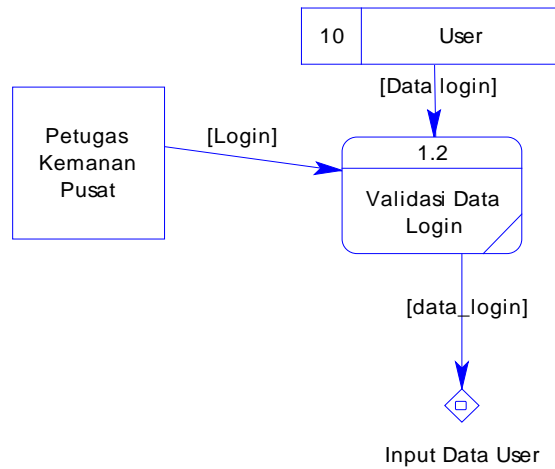 10 User
[Data login]
Petugas
Kemanan
Pusat
[Login]
1.2
Validasi Data
Login
[data_login]
Input Data User